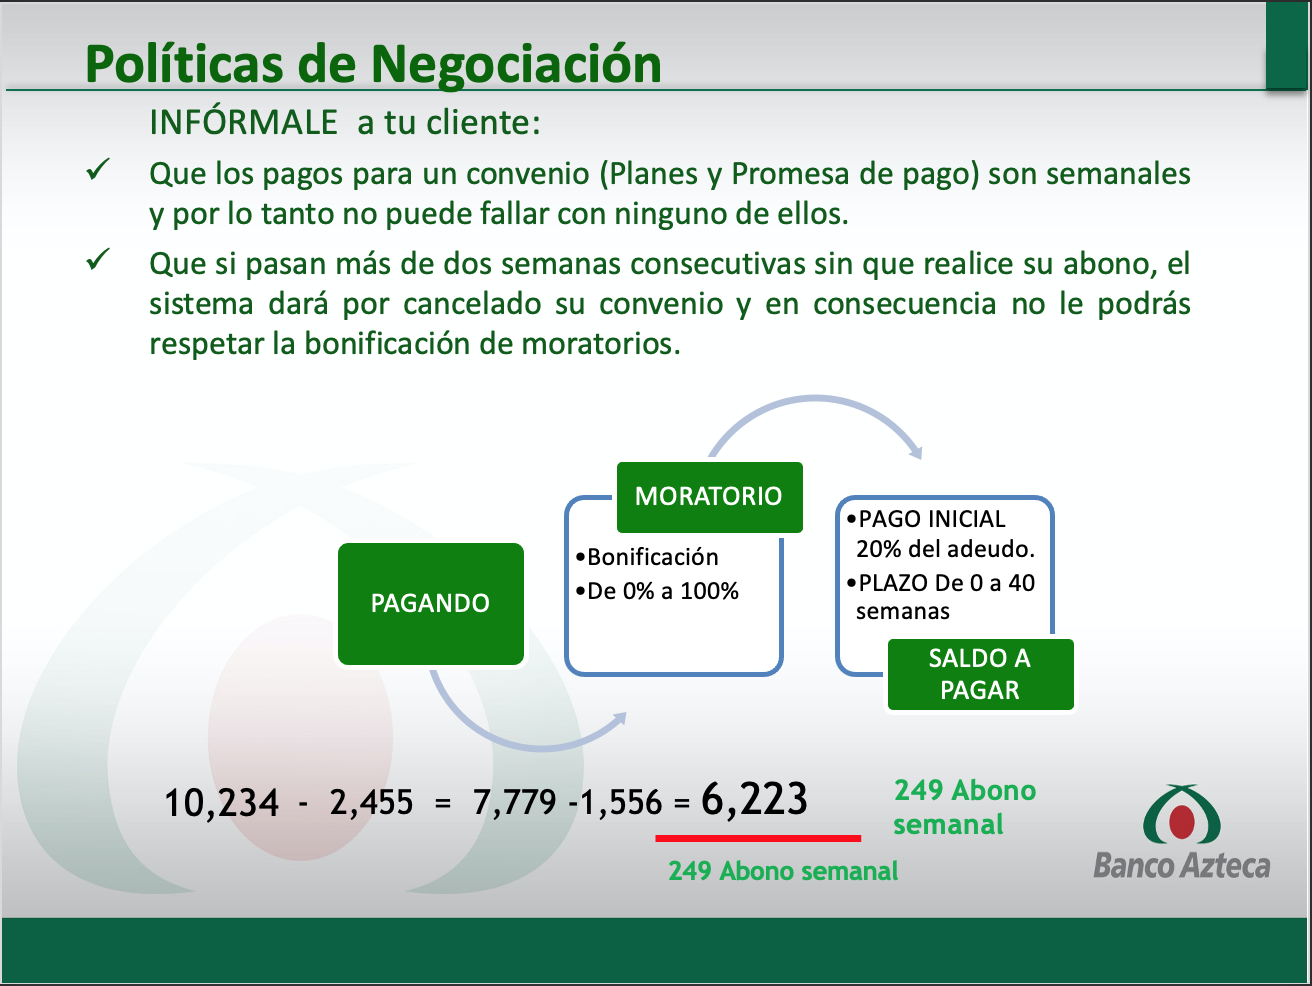 Políticas de Negociación
INFÓRMALE a tu cliente:
✓ Que los pagos para un convenio (Planes y Promesa de pago) son semanales
y por lo tanto no puede fallar con ninguno de ellos.
✓ Que si pasan más de dos semanas consecutivas sin que realice su abono, el
sistema dará por cancelado su convenio y en consecuencia no le podrás
respetar la bonificación de moratorios.
PAGANDO
MORATORIO
•Bonificación
•De 0% a 100%
•PAGO INICIAL
20% del adeudo.
•PLAZO De 0 a 40
semanas
SALDO A
PAGAR
10,234 - 2,455 = 7,779 -1,556 = 6,223
249 Abono semanal
249 Abono
semanal
Banco Azteca